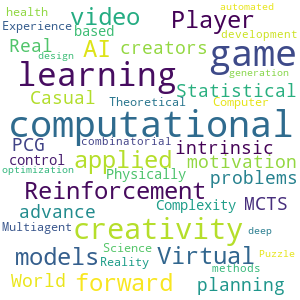 automated
health
video
Player
Experience
AI
creators
Real
based
development
design
game
learning
generation
Statistical
Casual
Theoretical
Computer
computational
PCG
combinatorial
intrinsic
control
applied
motivation
optimization
Physically
problems
Reinforcement
advance
Complexity
MCTS
Multiagent
creativity
deep
Science
models
Reality
Virtual
methods
Puzzle
World
forward
planning